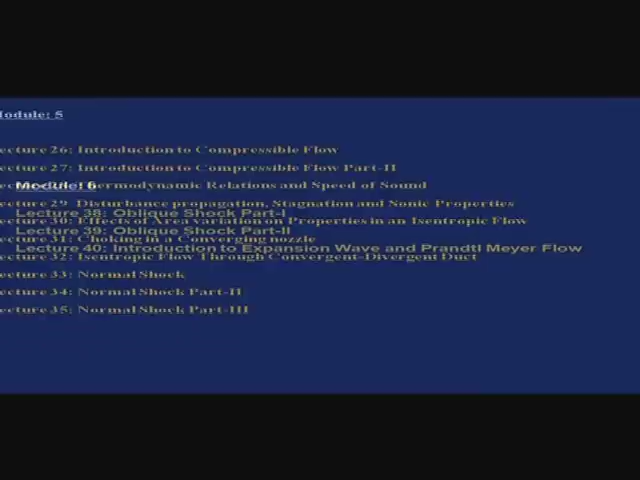 Module: 5
ecture 26: Introduction to Compressible Flow
ecture 27: Introduction to Compressible Flow Part-II
Module: 6
ermodynamic Relations and Speed of Sound
ecture 29 Disturbance propagation, Stagnation and Sonic Properties
Lecture 38: Oblique Shock Part-I
ecture 30: Effects of Area variation on Properties in an Isentropic Flow
Lecture 39: Oblique Shock Part-II
ecture 31: Choking in a Converging nozzle
Lecture 40: Introduction to Expansion Wave and Prandtl Meyer Flow
ecture 32: Isentropic Flow Through Convergent-Divergent Duct
ecture 33: Normal Shock
ecture 34: Normal Shock Part-II
ecture 35: Normal Shock Part-III